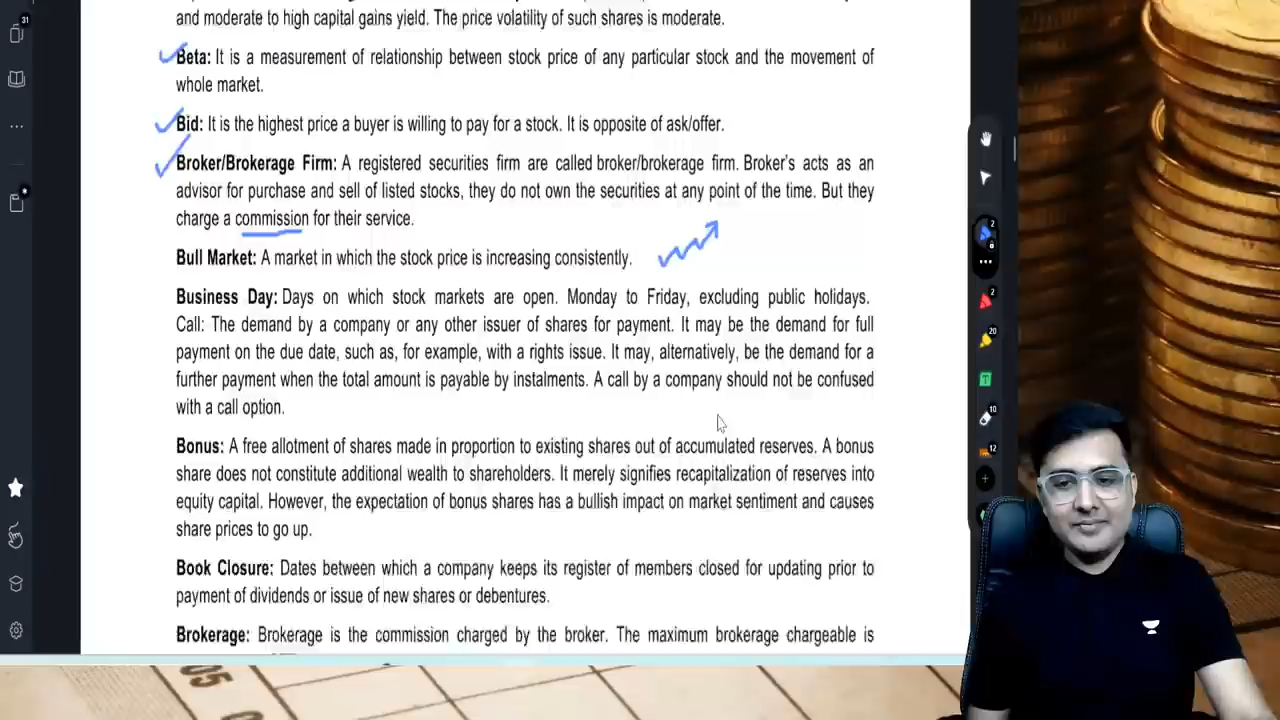 31
and moderate to high capital gains yield. The price volatility of such shares is moderate.
Beta: It is a measurement of relationship between stock price of any particular stock and the movement of
whole market.
Bid: It is the highest price a buyer is willing to pay for a stock. It is opposite of ask/offer.
Broker/Brokerage Firm: A registered securities firm are called broker/brokerage firm. Broker's acts as an
advisor for purchase and sell of listed stocks, they do not own the securities at any point of the time. But they
charge a commission for their service.
Bull Market: A market in which the stock price is increasing consistently.
Business Day: Days on which stock markets are open. Monday to Friday, excluding public holidays.
Call: The demand by a company or any other issuer of shares for payment. It may be the demand for full
payment on the due date, such as, for example, with a rights issue. It may, alternatively, be the demand for a
further payment when the total amount is payable by instalments. A call by a company should not be confused
with a call option.
Bonus: A free allotment of shares made in proportion to existing shares out of accumulated reserves. A bonus
share does not constitute additional wealth to shareholders. It merely signifies recapitalization of reserves into
equity capital. However, the expectation of bonus shares has a bullish impact on market sentiment and causes
share prices to go up.
Book Closure: Dates between which a company keeps its register of members closed for updating prior to
payment of dividends or issue of new shares or debentures.
Brokerage: Brokerage is the commission charged by the broker. The maximum brokerage chargeable is
2
2
20
T
10
12
05